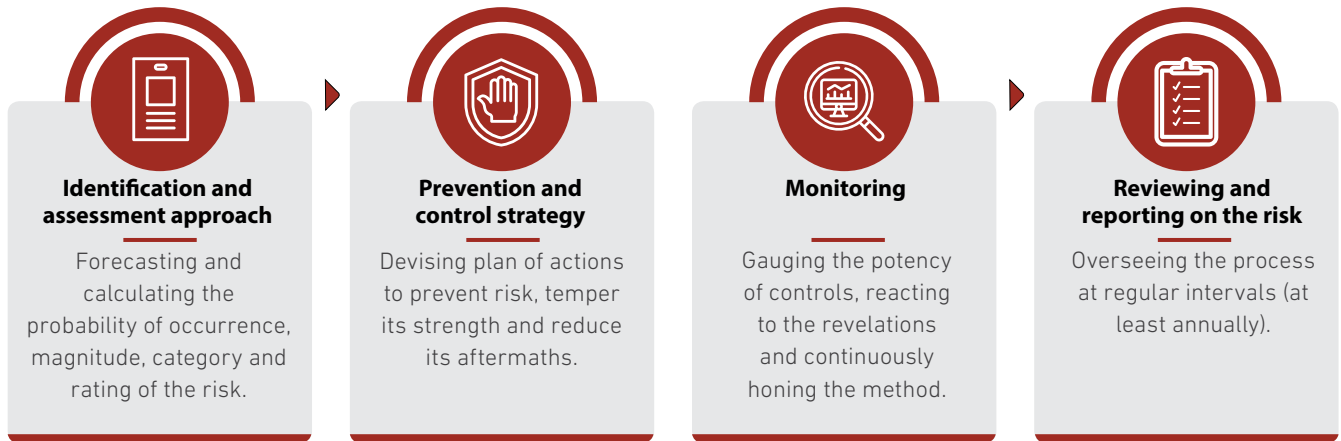 Identification and
assessment approach
Forecasting and
calculating the
probability of occurrence,
magnitude, category and
rating of the risk.
Prevention and
control strategy
Devising plan of actions
to prevent risk, temper
its strength and reduce
its aftermaths.
Monitoring
Gauging the potency
of controls, reacting
to the revelations
and continuously
honing the method.
Reviewing and
reporting on the risk
Overseeing the process
at regular intervals (at
least annually).